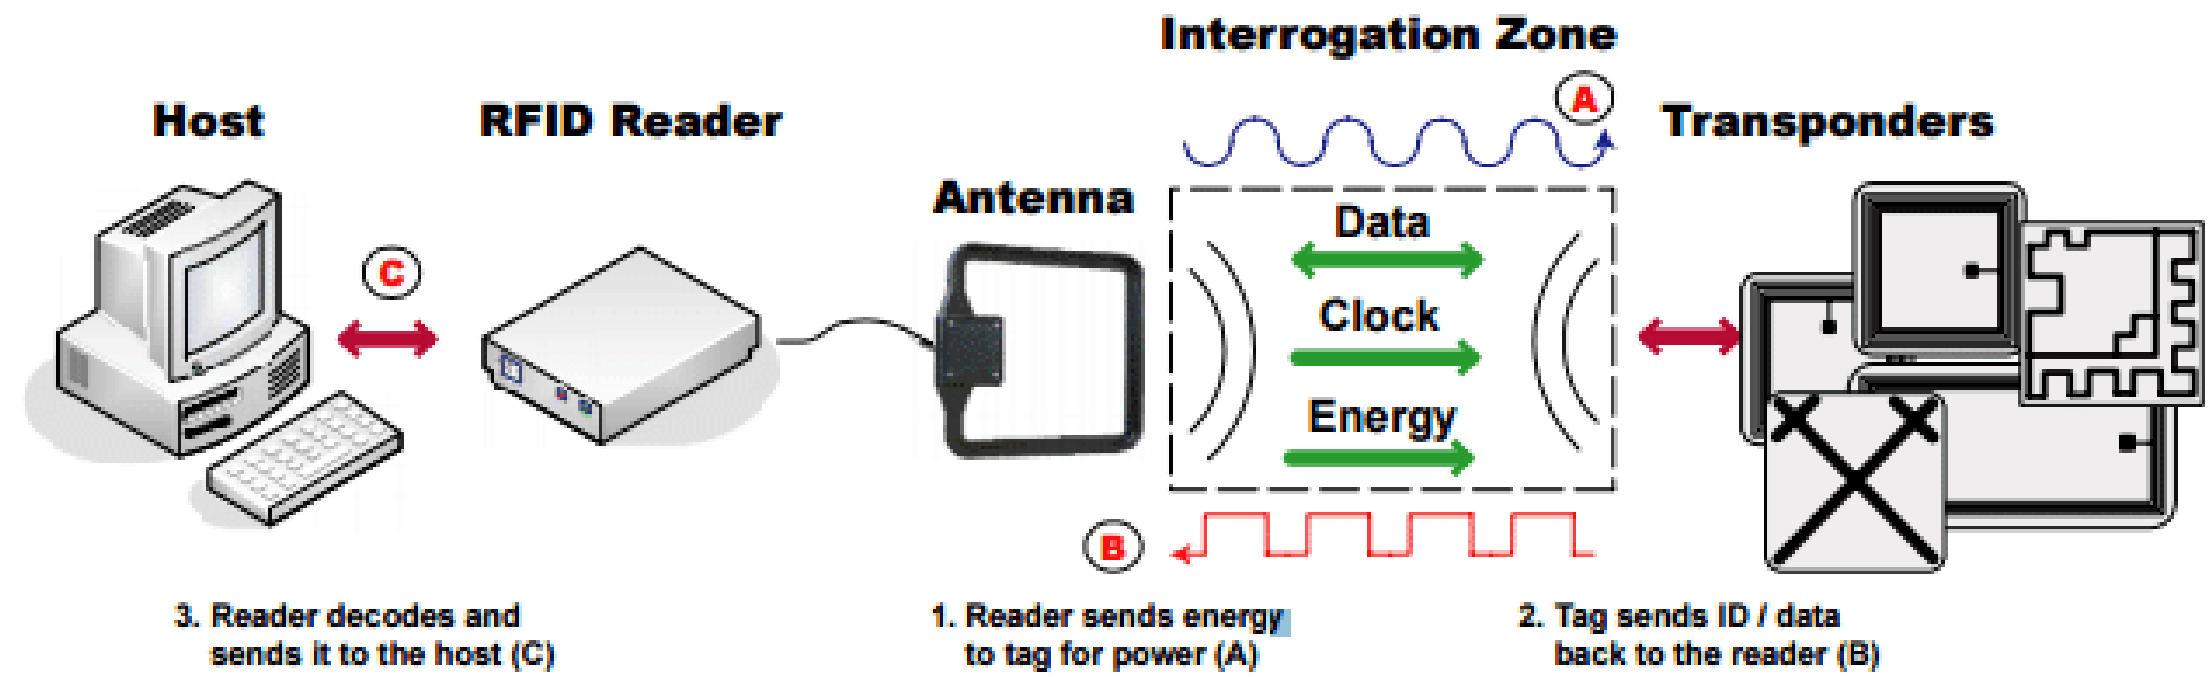 Interrogation Zone
A
Host
RFID Reader
Transponders
Antenna
Data
C
Clock
Energy
B
3. Reader decodes and
sends it to the host (C)
1. Reader sends energy
to tag for power (A)
2. Tag sends ID / data
back to the reader (B)